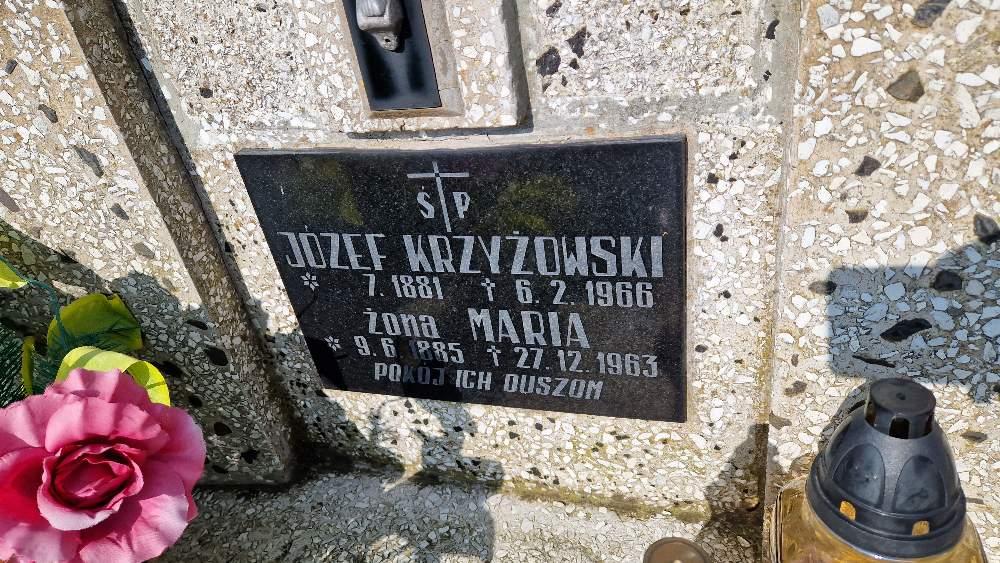 Ś P
JÓZEF KRZYŻOWSKI
* 7. 1881 † 6. 2. 1966
żona MARIA
* 9. 6. 1885 † 27. 12. 1963
POKÓJ ICH DUSZOM